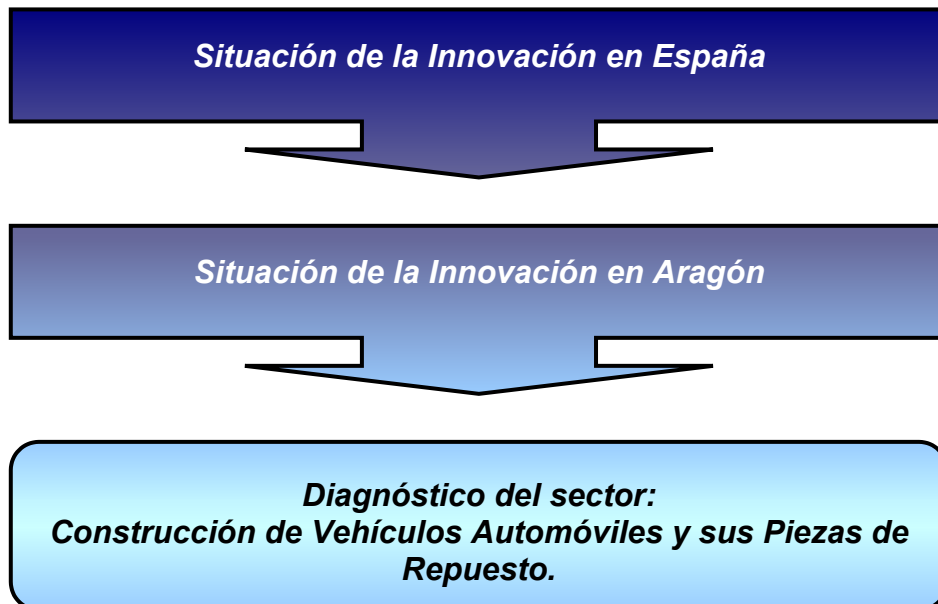 Situación de la Innovación en España
Situación de la Innovación en Aragón
Diagnóstico del sector:
Construcción de Vehículos Automóviles y sus Piezas de
Repuesto.